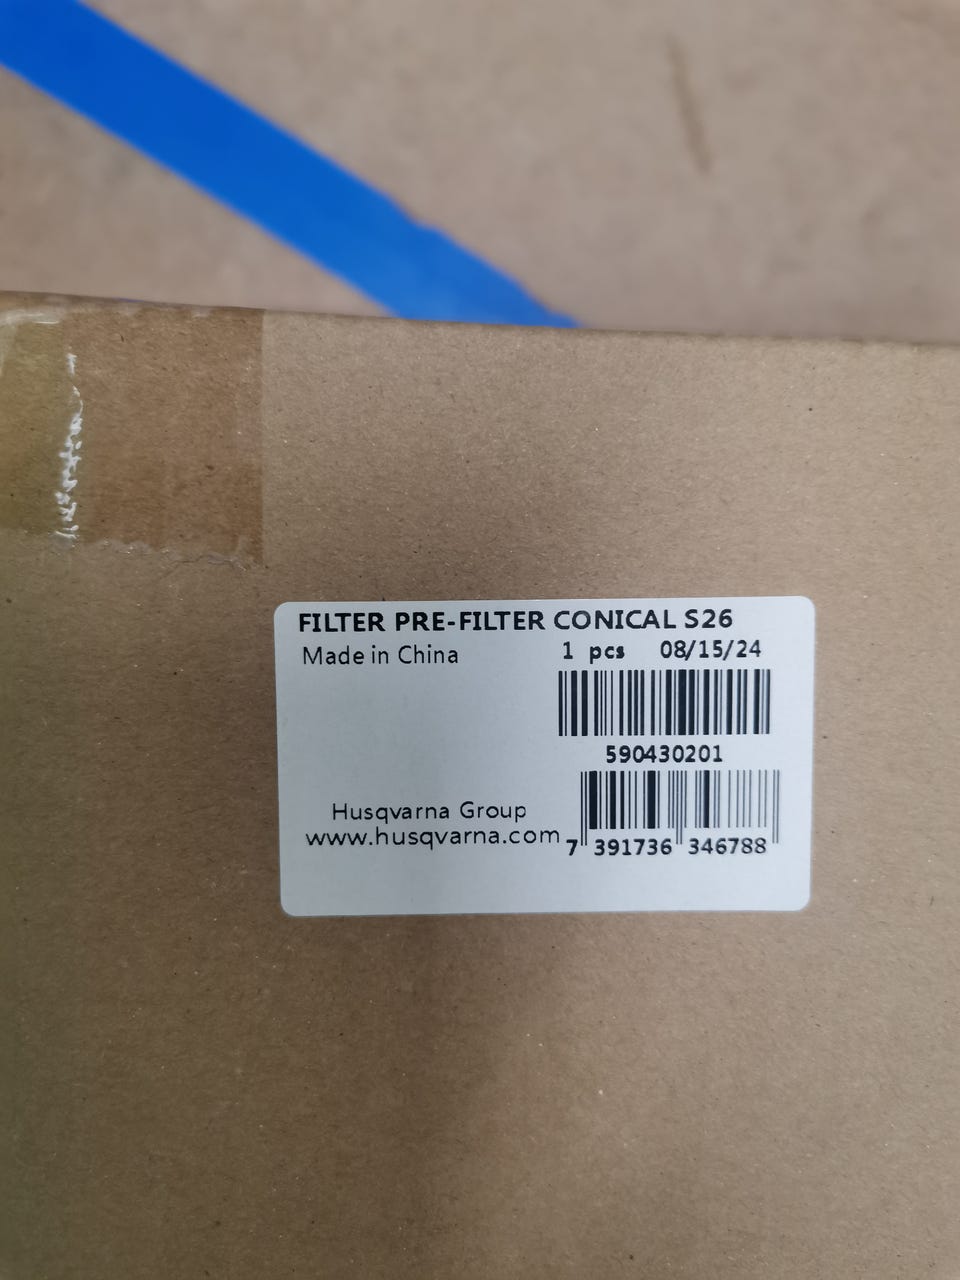 FILTER PRE-FILTER CONICAL S26
Made in China 1 pcs 08/15/24
590430201
Husqvarna Group
www.husqvarna.com
7 391736 346788